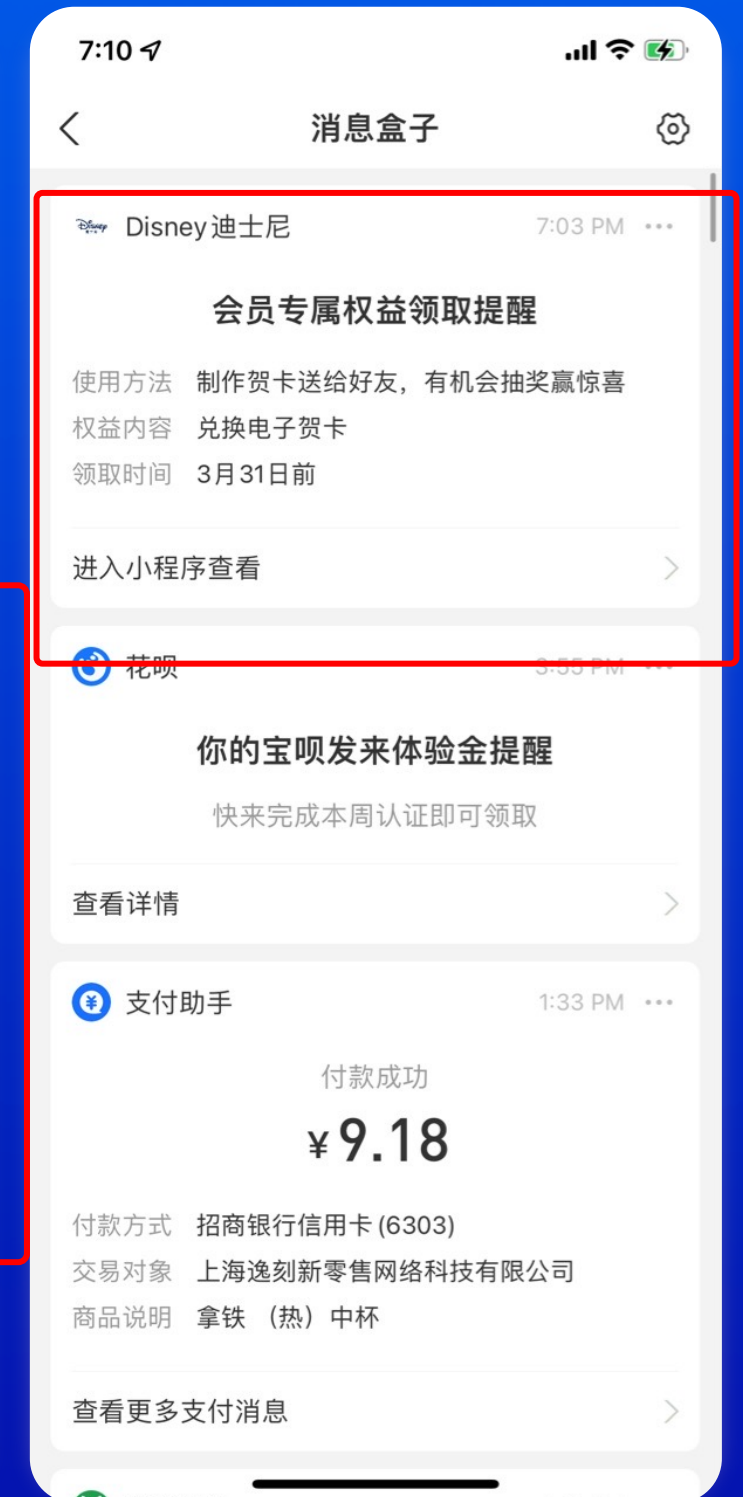 7:10
消息盒子
Disney
Disney迪士尼 7:03 PM
会员专属权益领取提醒
使用方法 制作贺卡送给好友，有机会抽奖赢惊喜
权益内容 兑换电子贺卡
领取时间 3月31日前
进入小程序查看
花呗 3:55 PM
你的宝呗发来体验金提醒
快来完成本周认证即可领取
查看详情
支付助手 1:33 PM
付款成功
¥9.18
付款方式 招商银行信用卡(6303)
交易对象 上海逸刻新零售网络科技有限公司
商品说明 拿铁 （热）中杯
查看更多支付消息